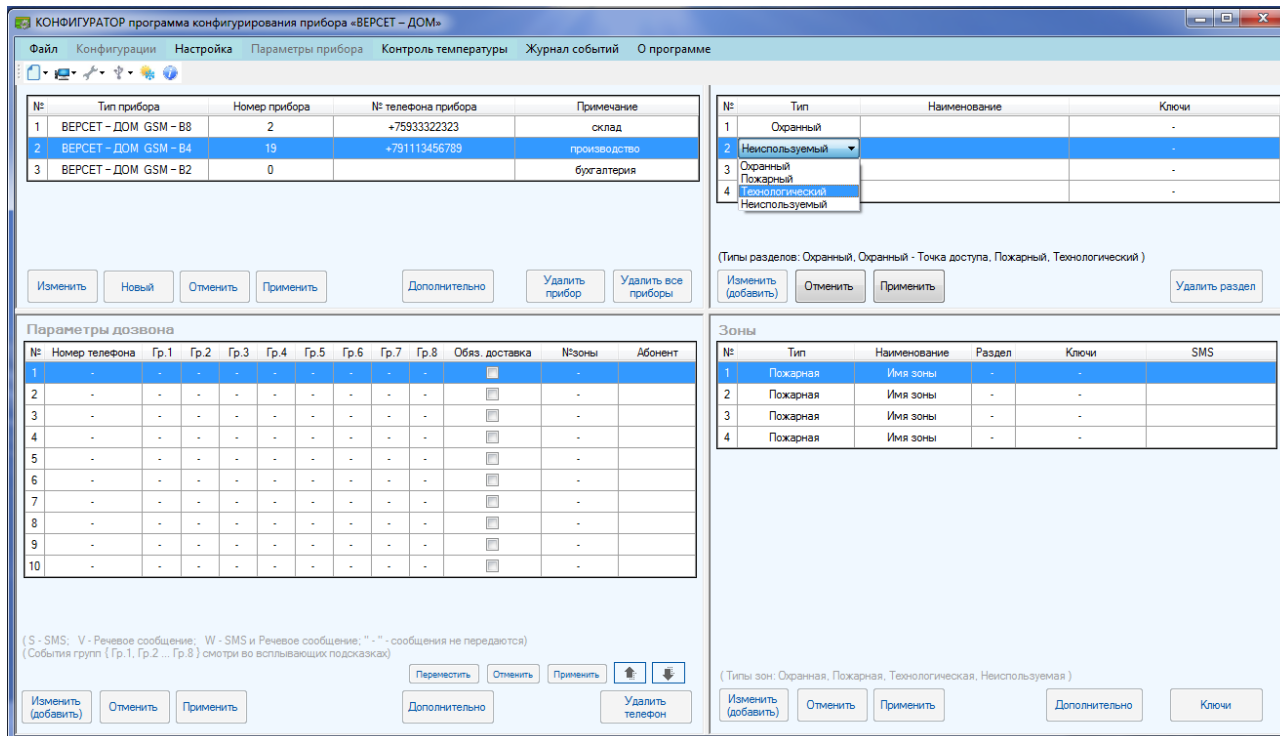 КОНФИГУРАТОР программа конфигурирования прибора «ВЕРСЕТ – ДОМ»
Файл Конфигурации Настройка Параметры прибора Контроль температуры Журнал событий О программе
№ Тип прибора Номер прибора № телефона прибора Примечание
1 ВЕРСЕТ – ДОМ GSM – В8 2 +75933322323 склад
2 ВЕРСЕТ – ДОМ GSM – В4 19 +791113456789 производство
3 ВЕРСЕТ – ДОМ GSM – В2 0 бухгалтерия
Изменить Новый Отменить Применить Дополнительно Удалить прибор Удалить все приборы
№ Тип Наименование Ключи
1 Охранный -
2 Неиспользуемый -
3 -
4 -
Охранный
Пожарный
Технологический
Неиспользуемый
(Типы разделов: Охранный, Охранный - Точка доступа, Пожарный, Технологический )
Изменить (добавить) Отменить Применить Удалить раздел
Параметры дозвона
№ Номер телефона Гр.1 Гр.2 Гр.3 Гр.4 Гр.5 Гр.6 Гр.7 Гр.8 Обяз. доставка №зоны Абонент
1 - - - - - - - - - -
2 - - - - - - - - - -
3 - - - - - - - - - -
4 - - - - - - - - - -
5 - - - - - - - - - -
6 - - - - - - - - - -
7 - - - - - - - - - -
8 - - - - - - - - - -
9 - - - - - - - - - -
10 - - - - - - - - - -
( S - SMS; V - Речевое сообщение; W - SMS и Речевое сообщение; " - " - сообщения не передаются)
(События групп { Гр.1, Гр.2 ... Гр.8 } смотри во всплывающих подсказках)
Переместить Отменить Применить
Изменить (добавить) Отменить Применить Дополнительно Удалить телефон
Зоны
№ Тип Наименование Раздел Ключи SMS
1 Пожарная Имя зоны - -
2 Пожарная Имя зоны - -
3 Пожарная Имя зоны - -
4 Пожарная Имя зоны - -
( Типы зон: Охранная, Пожарная, Технологическая, Неиспользуемая )
Изменить (добавить) Отменить Применить Дополнительно Ключи